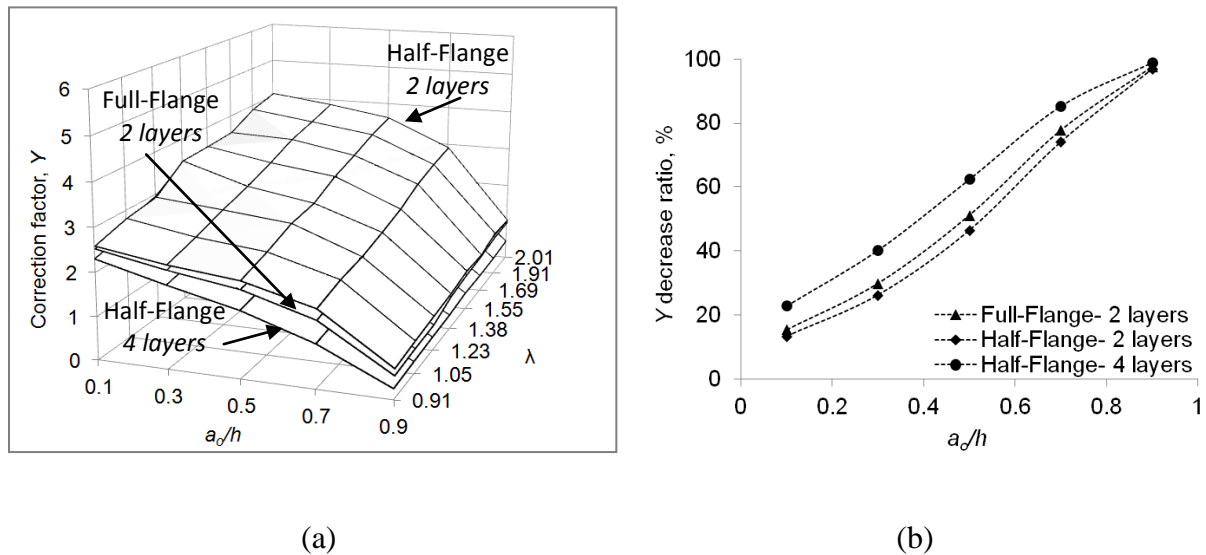 Half-Flange
2 layers
Full-Flange
2 layers
Half-Flange
4 layers
Correction factor, Y
6
5
4
3
2
1
0
0.1
0.3
0.5
0.7
0.9
a₀/h
0.91
1.05
1.23
1.38
1.55
1.69
1.91
2.01
λ
(a)
Y decrease ratio, %
100
80
60
40
20
0
0
0.2
0.4
0.6
0.8
1
a₀/h
Full-Flange- 2 layers
Half-Flange- 2 layers
Half-Flange- 4 layers
(b)